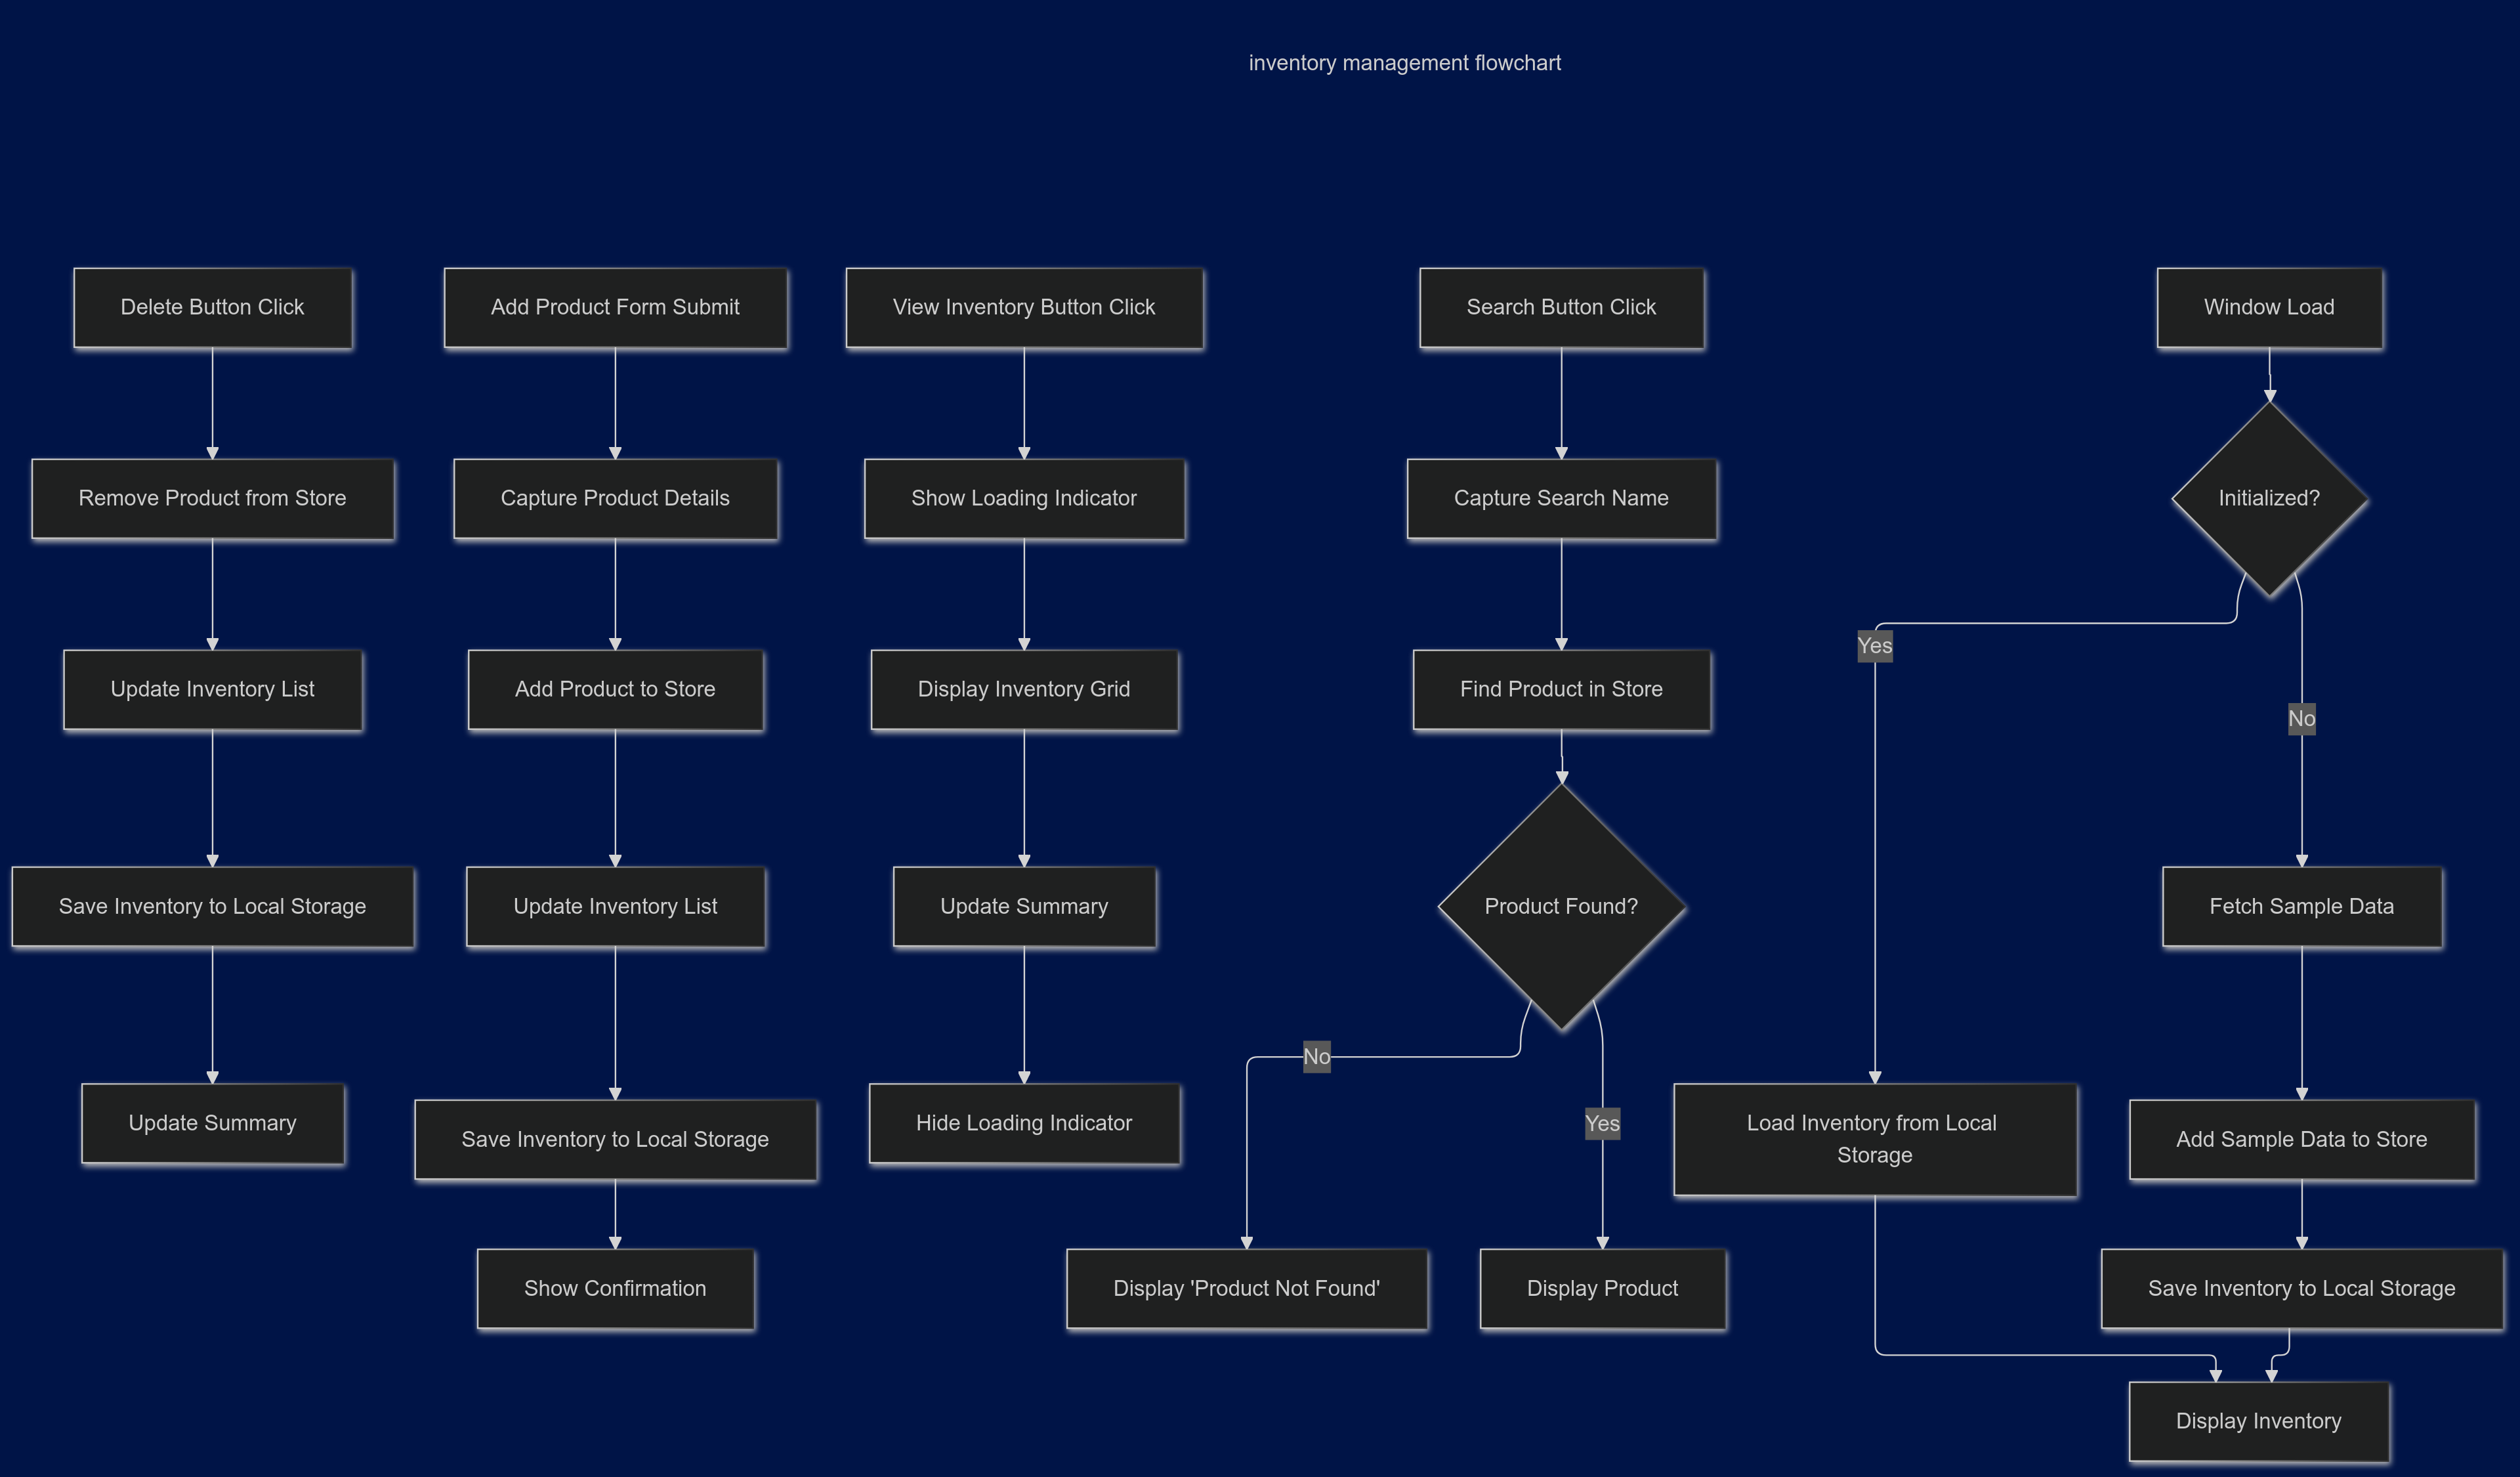 inventory management flowchart
Delete Button Click
Add Product Form Submit
View Inventory Button Click
Search Button Click
Window Load
Remove Product from Store
Capture Product Details
Show Loading Indicator
Capture Search Name
Initialized?
Yes
Update Inventory List
Add Product to Store
Display Inventory Grid
Find Product in Store
No
Save Inventory to Local Storage
Update Inventory List
Update Summary
Product Found?
Fetch Sample Data
No
Update Summary
Save Inventory to Local Storage
Hide Loading Indicator
Yes
Load Inventory from Local
Storage
Add Sample Data to Store
Show Confirmation
Display 'Product Not Found'
Display Product
Save Inventory to Local Storage
Display Inventory